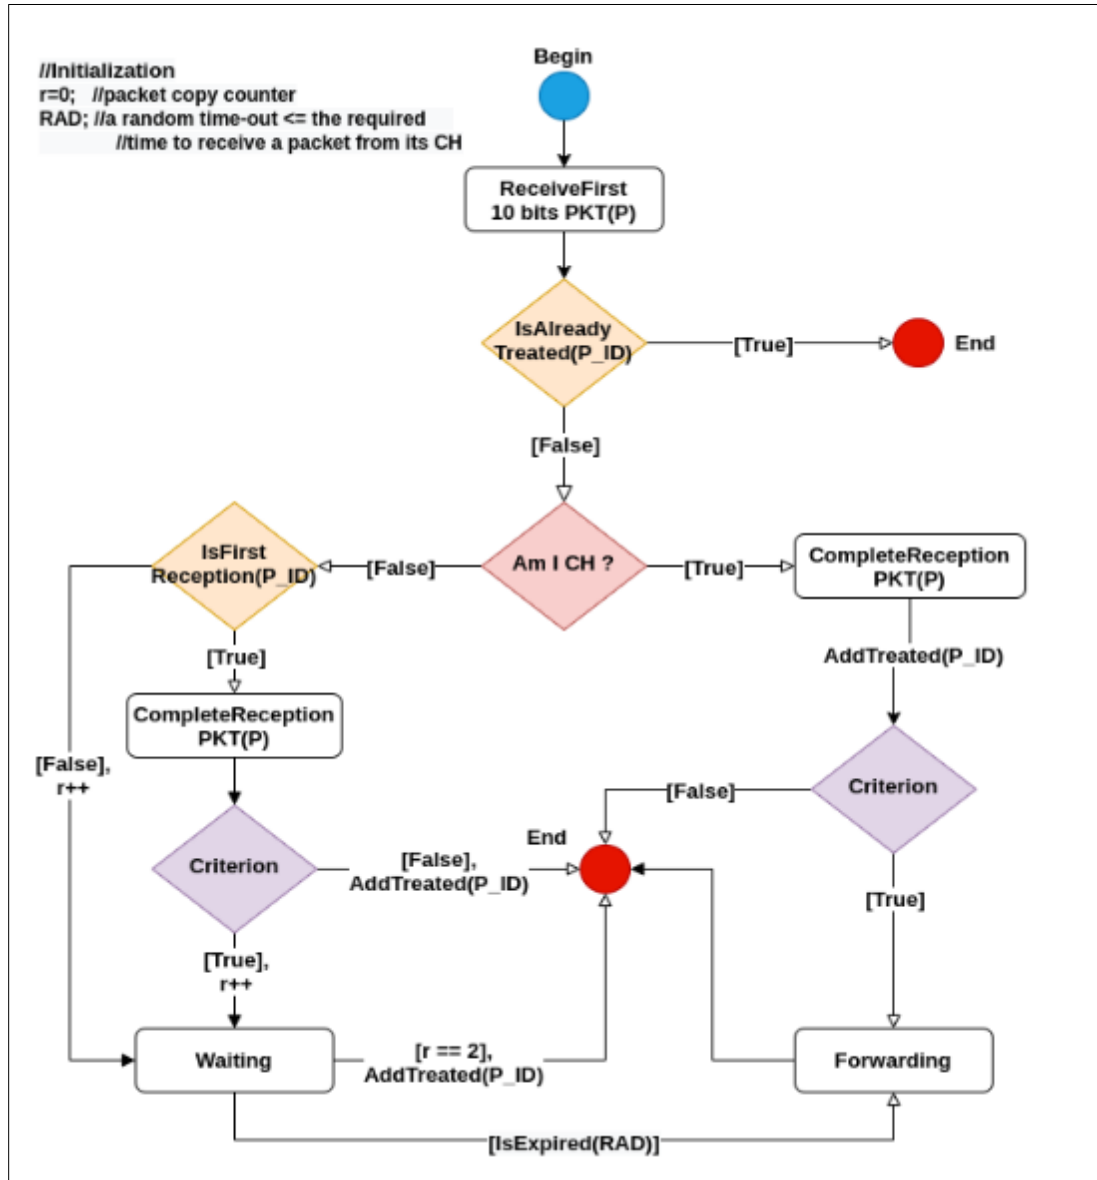 //Initialization
r=0;   //packet copy counter
RAD; //a random time-out <= the required
//time to receive a packet from its CH
Begin
ReceiveFirst
10 bits PKT(P)
IsAlready
Treated(P_ID)
[True]
End
[False]
Am I CH ?
[False]
[True]
IsFirst
Reception(P_ID)
CompleteReception
PKT(P)
[True]
AddTreated(P_ID)
CompleteReception
PKT(P)
[False],
r++
Criterion
[False]
End
Criterion
[False],
AddTreated(P_ID)
[True]
[True],
r++
Waiting
[r == 2],
AddTreated(P_ID)
Forwarding
[IsExpired(RAD)]